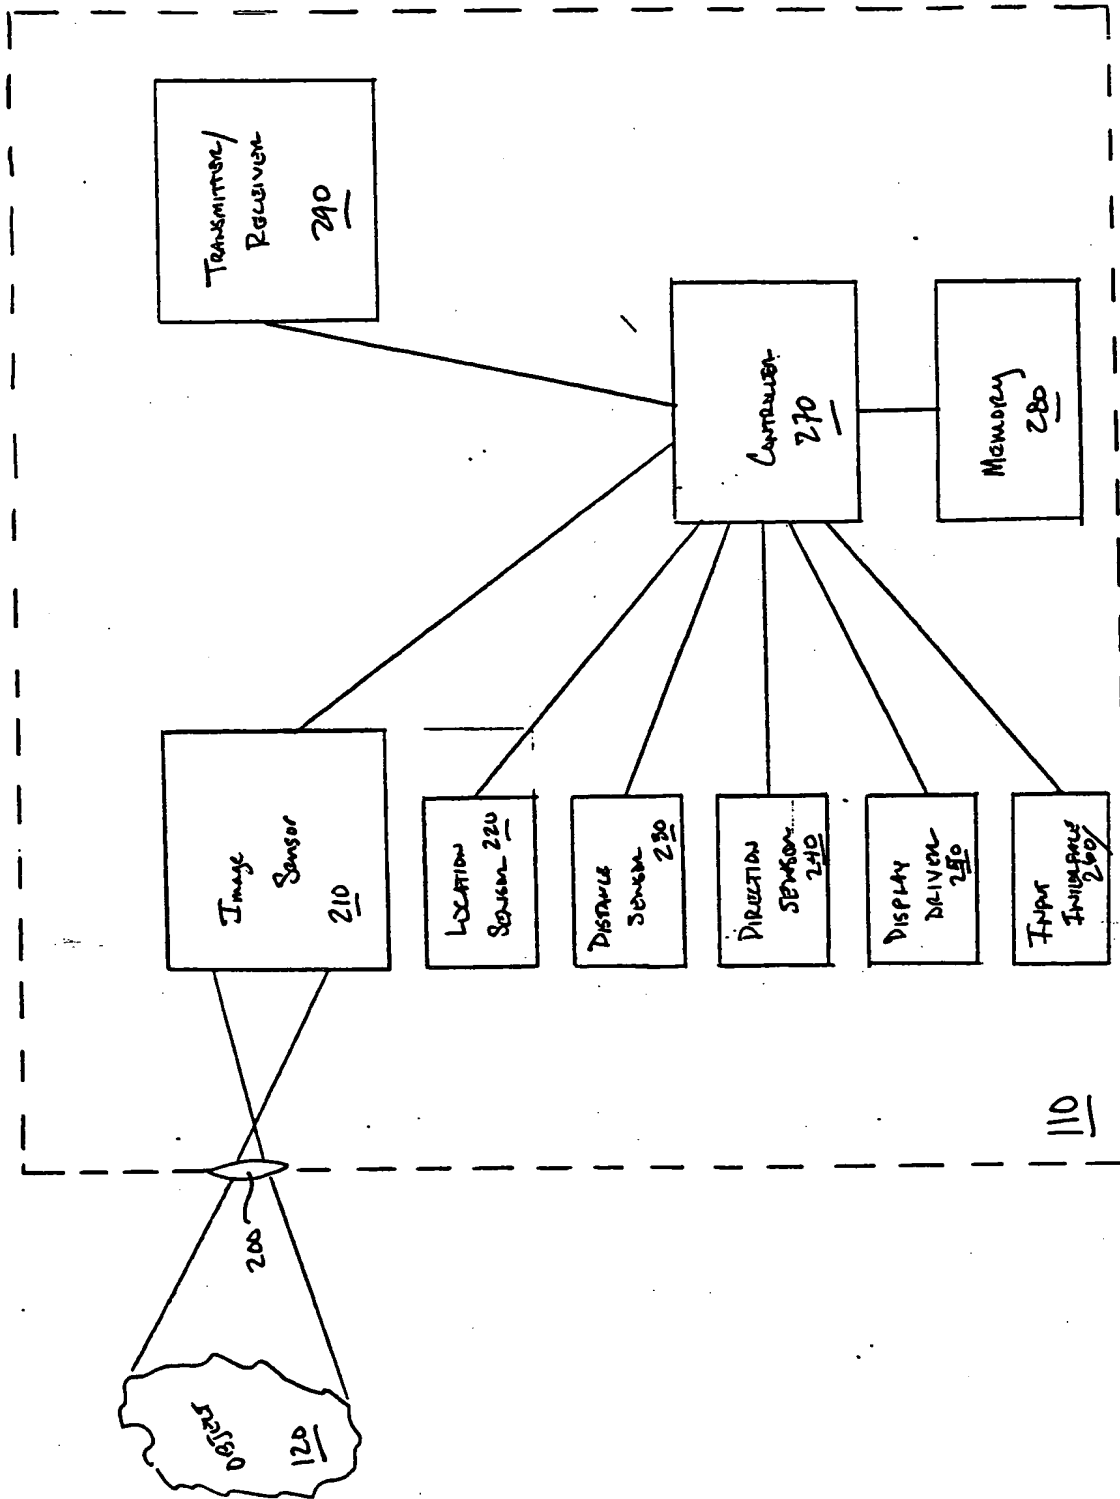 OBJECTS
120
200
Image
Sensor
210
LOCATION
SENSOR 220
DISTANCE
SENSOR
230
DIRECTION
SENSOR
240
DISPLAY
DRIVER
250
INPUT
INTERFACE
260
TRANSMITTER/
RECEIVER
290
CONTROLLER
270
MEMORY
280
110